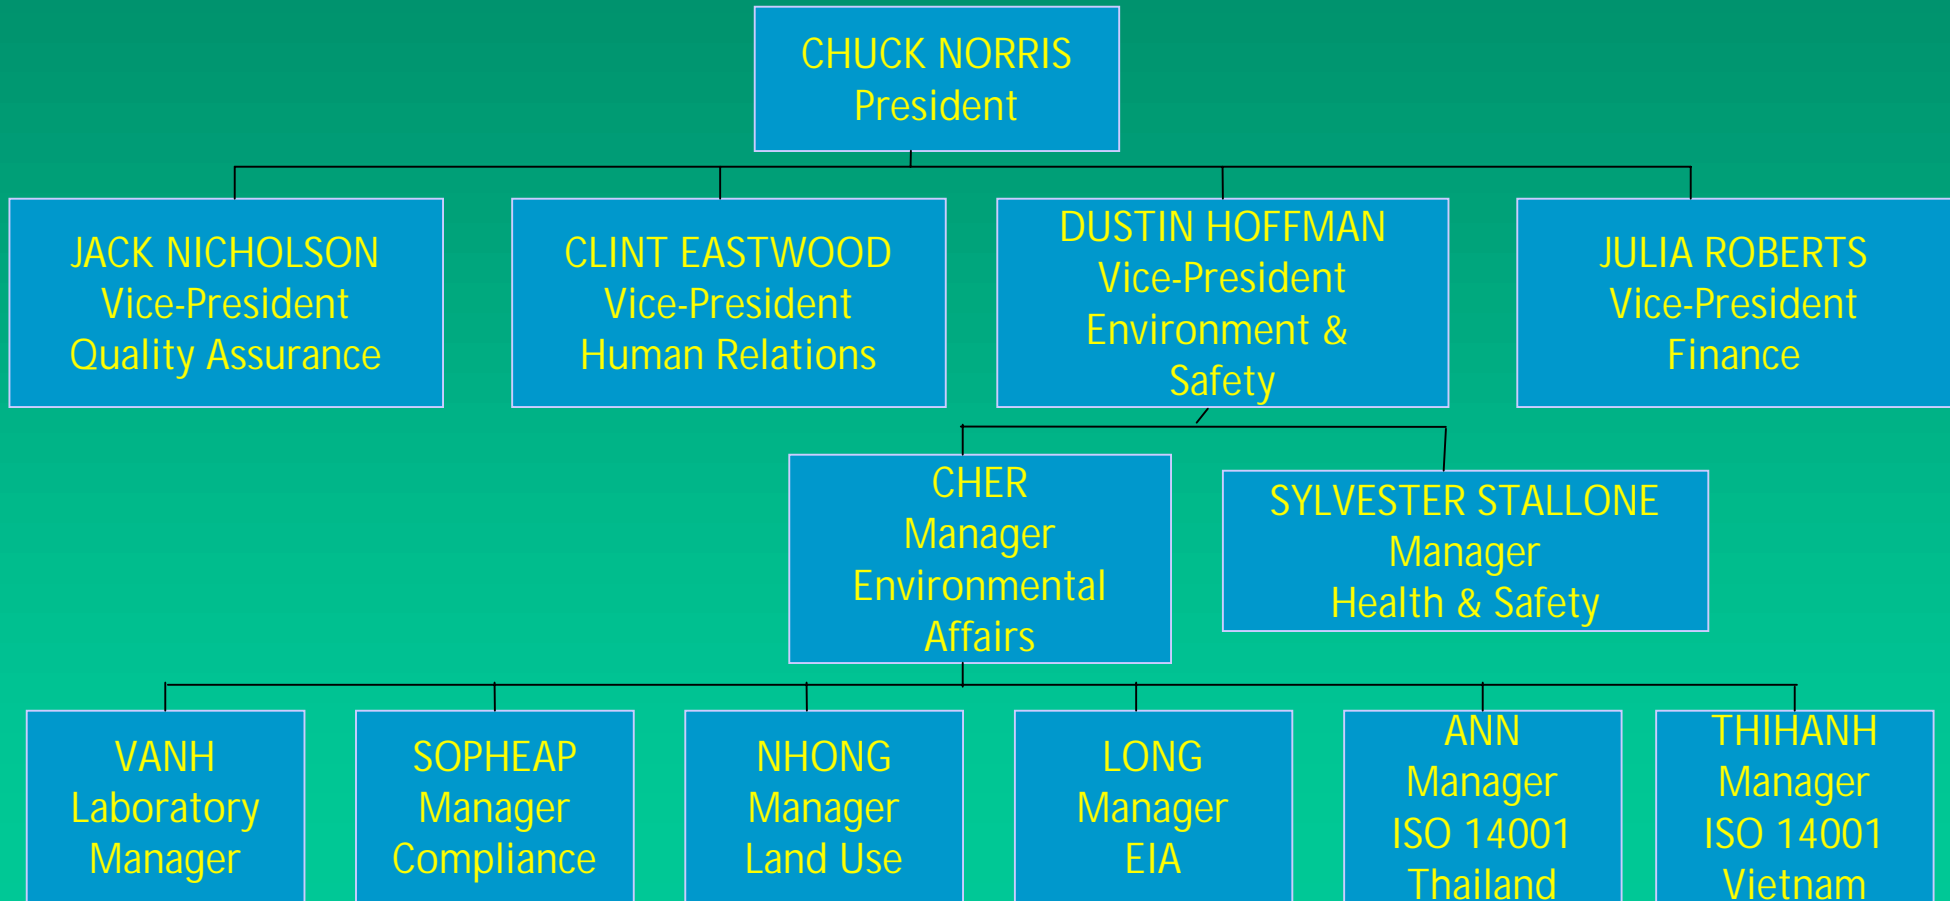 CHUCK NORRIS
President
JACK NICHOLSON
Vice-President
Quality Assurance
CLINT EASTWOOD
Vice-President
Human Relations
DUSTIN HOFFMAN
Vice-President
Environment &
Safety
JULIA ROBERTS
Vice-President
Finance
CHER
Manager
Environmental
Affairs
SYLVESTER STALLONE
Manager
Health & Safety
VANH
Laboratory
Manager
SOPHEAP
Manager
Compliance
NHONG
Manager
Land Use
LONG
Manager
EIA
ANN
Manager
ISO 14001
Thailand
THIHANH
Manager
ISO 14001
Vietnam